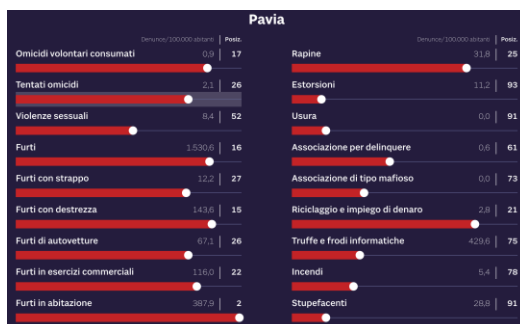 Pavia
Denunce/100.000 abitanti | Posiz.
Omicidi volontari consumati 0,9 | 17
Tentati omicidi 2,1 | 26
Violenze sessuali 8,4 | 52
Furti 1.530,6 | 16
Furti con strappo 12,2 | 27
Furti con destrezza 143,6 | 15
Furti di autovetture 67,1 | 26
Furti in esercizi commerciali 116,0 | 22
Furti in abitazione 387,9 | 2
Denunce/100.000 abitanti | Posiz.
Rapine 31,8 | 25
Estorsioni 11,2 | 93
Usura 0,0 | 91
Associazione per delinquere 0,6 | 61
Associazione di tipo mafioso 0,0 | 73
Riciclaggio e impiego di denaro 2,8 | 21
Truffe e frodi informatiche 429,6 | 75
Incendi 5,4 | 78
Stupefacenti 28,8 | 91